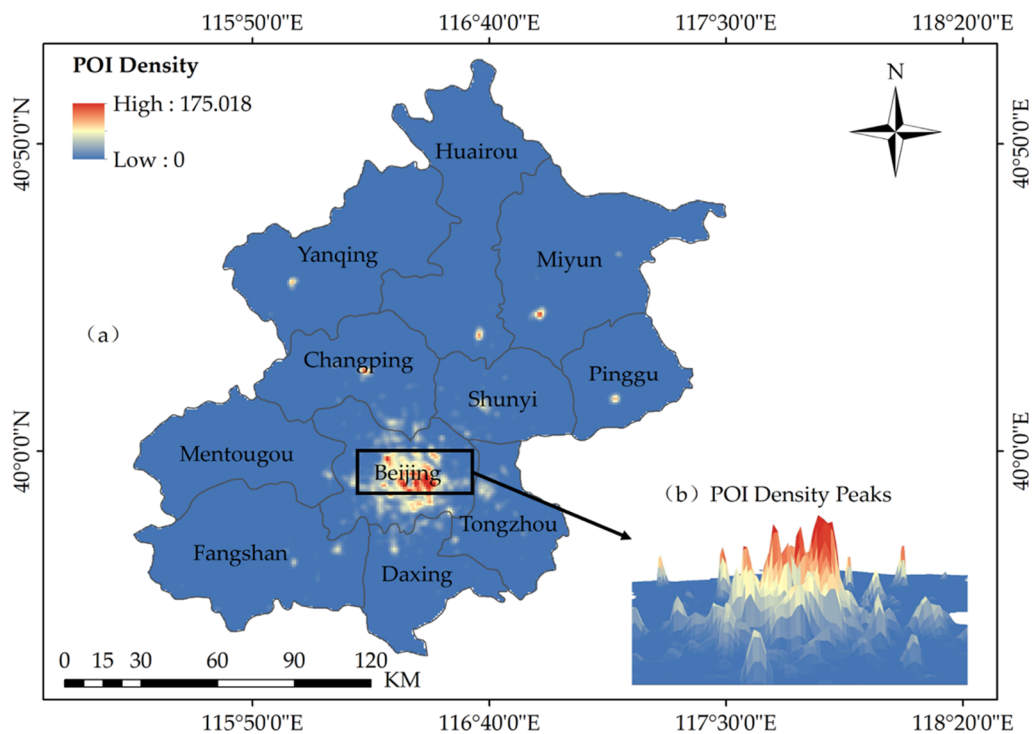 115°50'0"E 116°40'0"E 117°30'0"E 118°20'0"E
POI Density
High : 175.018
Low : 0
N
40°50'0"N
40°50'0"E
Huairou
Yanqing
Miyun
（a）
Changping
Pinggu
Shunyi
Mentougou
40°0'0"N
40°0'0"E
Beijing
（b）POI Density Peaks
Tongzhou
Fangshan
Daxing
0 15 30 60 90 120
KM
115°50'0"E 116°40'0"E 117°30'0"E 118°20'0"E